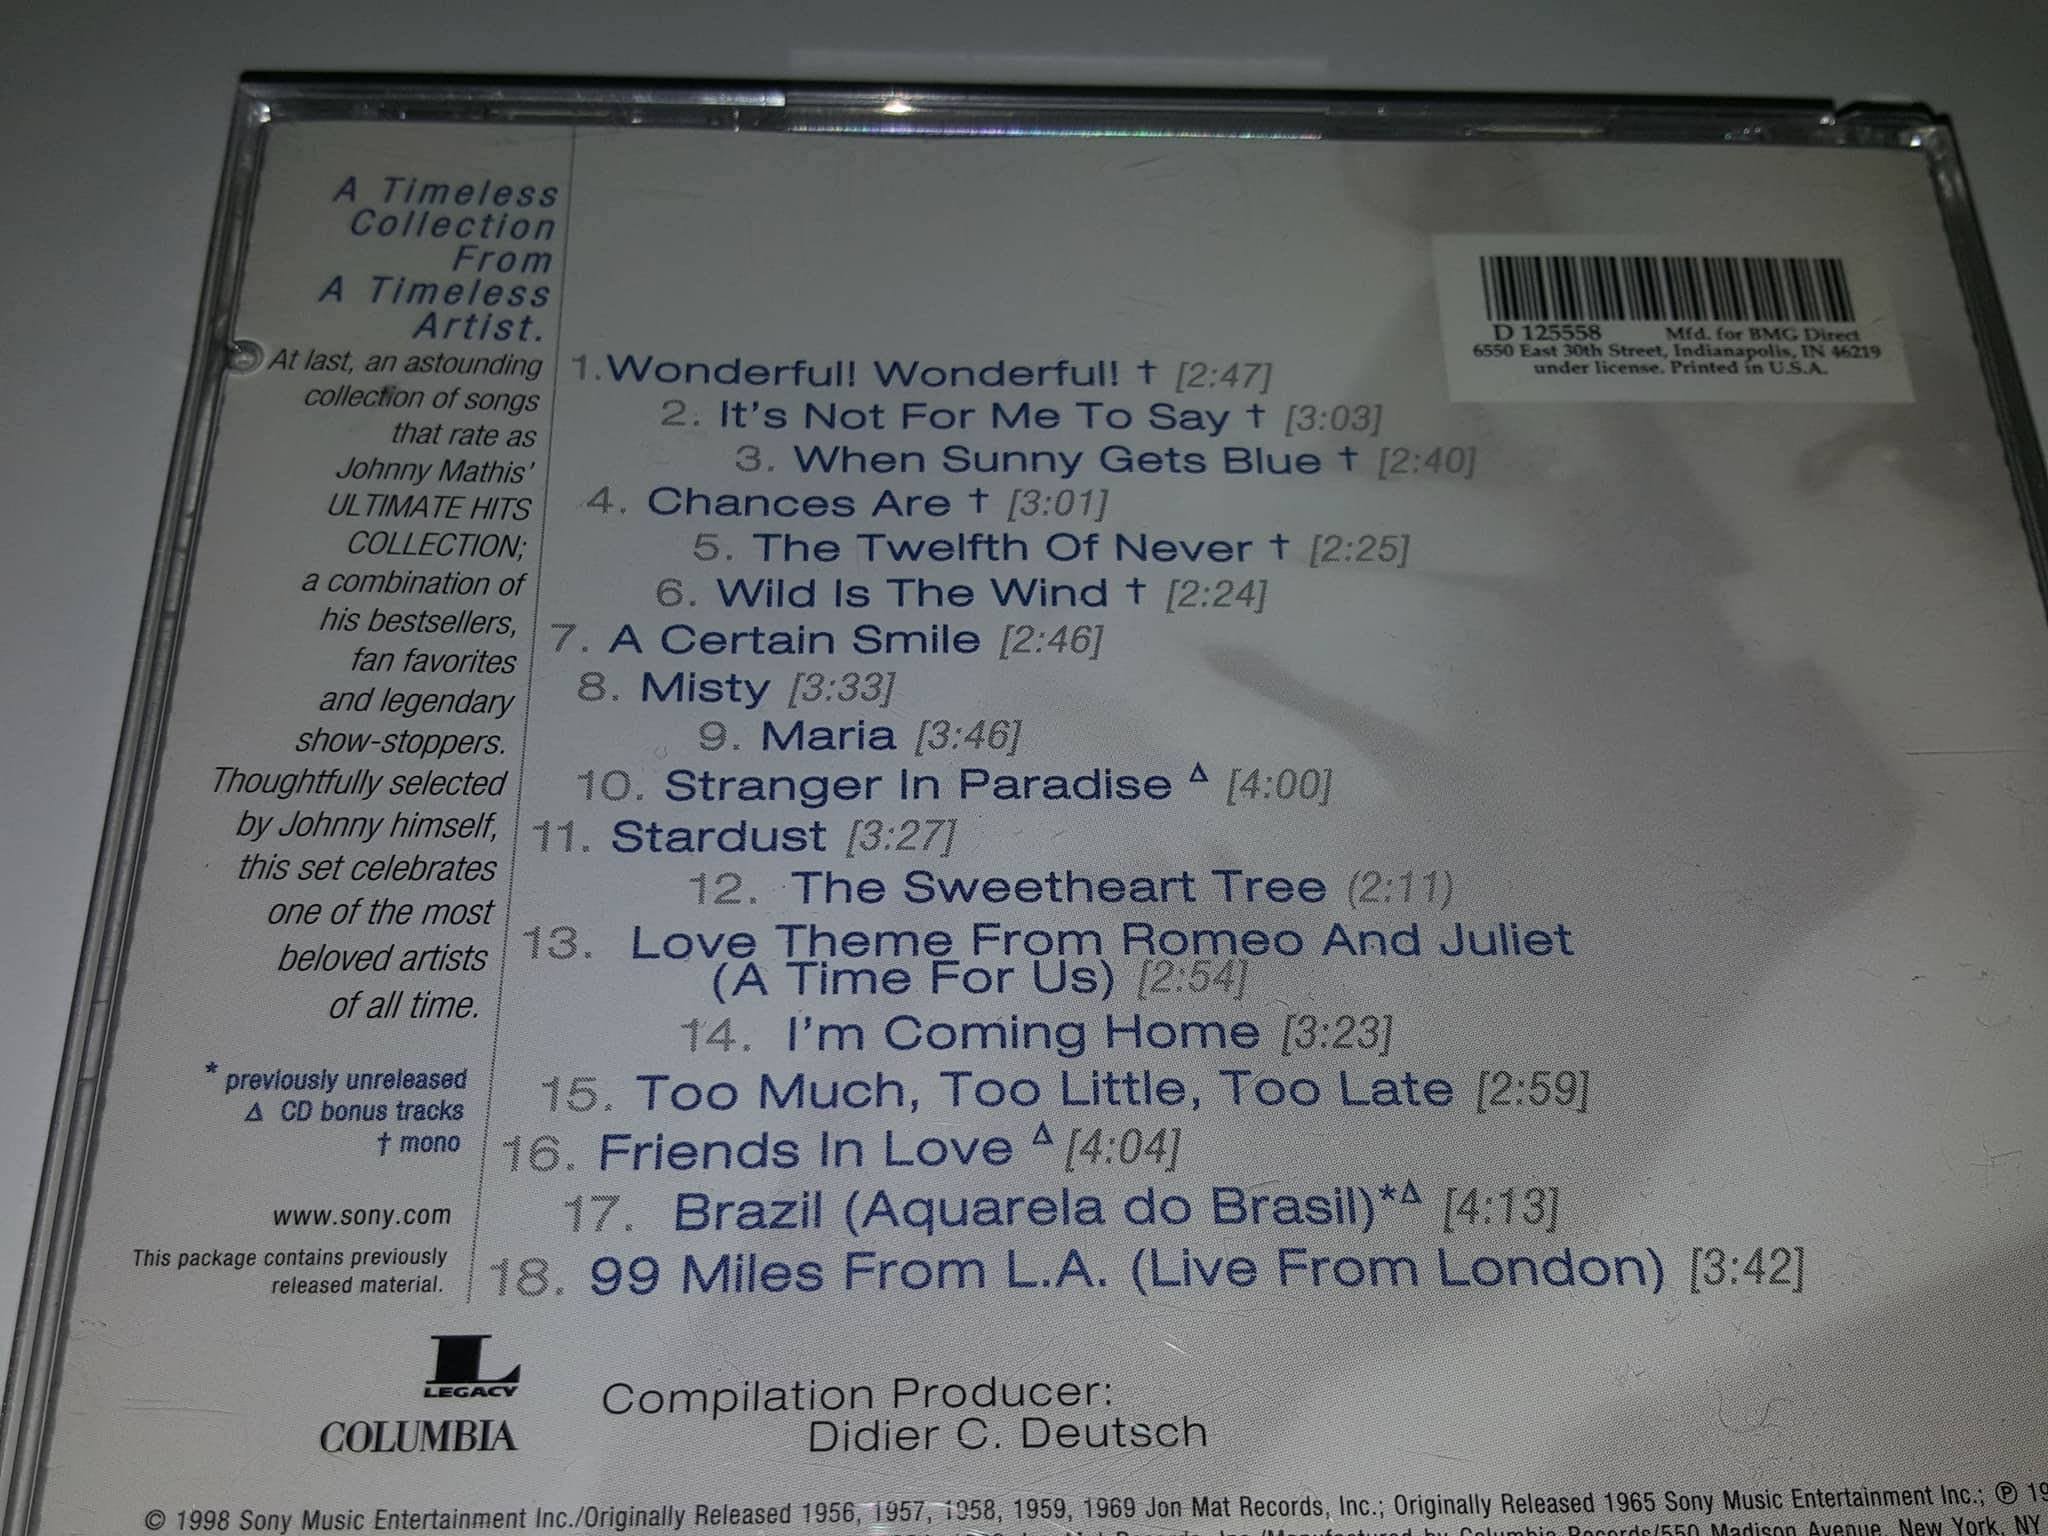 A Timeless
Collection
From
A Timeless
Artist.
At last, an astounding
collection of songs
that rate as
Johnny Mathis'
ULTIMATE HITS
COLLECTION;
a combination of
his bestsellers,
fan favorites
and legendary
show-stoppers.
Thoughtfully selected
by Johnny himself,
this set celebrates
one of the most
beloved artists
of all time.
* previously unreleased
Δ CD bonus tracks
† mono
www.sony.com
This package contains previously
released material.
D 125558 Mfd. for BMG Direct
6550 East 30th Street, Indianapolis, IN 46219
under license. Printed in U.S.A.
1. Wonderful! Wonderful! † [2:47]
2. It's Not For Me To Say † [3:03]
3. When Sunny Gets Blue † [2:40]
4. Chances Are † [3:01]
5. The Twelfth Of Never † [2:25]
6. Wild Is The Wind † [2:24]
7. A Certain Smile [2:46]
8. Misty [3:33]
9. Maria [3:46]
10. Stranger In Paradise Δ [4:00]
11. Stardust [3:27]
12. The Sweetheart Tree (2:11)
13. Love Theme From Romeo And Juliet
(A Time For Us) [2:54]
14. I'm Coming Home [3:23]
15. Too Much, Too Little, Too Late [2:59]
16. Friends In Love Δ [4:04]
17. Brazil (Aquarela do Brasil)*Δ [4:13]
18. 99 Miles From L.A. (Live From London) [3:42]
L
LEGACY
COLUMBIA
Compilation Producer:
Didier C. Deutsch
© 1998 Sony Music Entertainment Inc./Originally Released 1956, 1957, 1958, 1959, 1969 Jon Mat Records, Inc.; Originally Released 1965 Sony Music Entertainment Inc.; ℗
Columbia Records/550 Madison Avenue, New York, NY